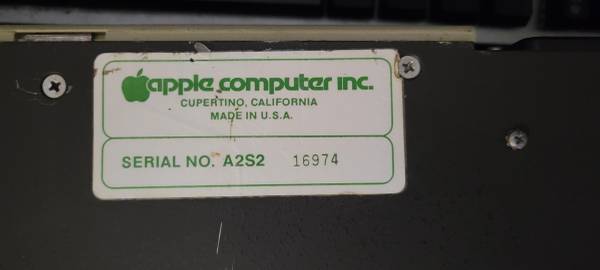 apple computer inc.
CUPERTINO, CALIFORNIA
MADE IN U.S.A.
SERIAL NO. A2S2 16974